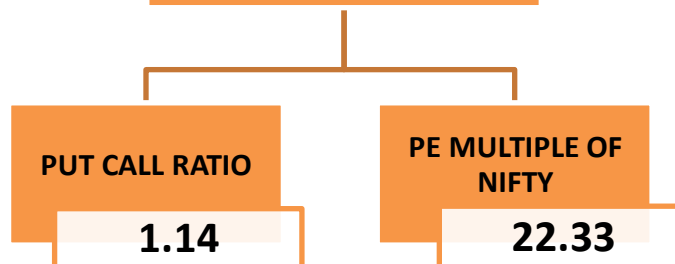 PUT CALL RATIO
1.14
PE MULTIPLE OF
NIFTY
22.33